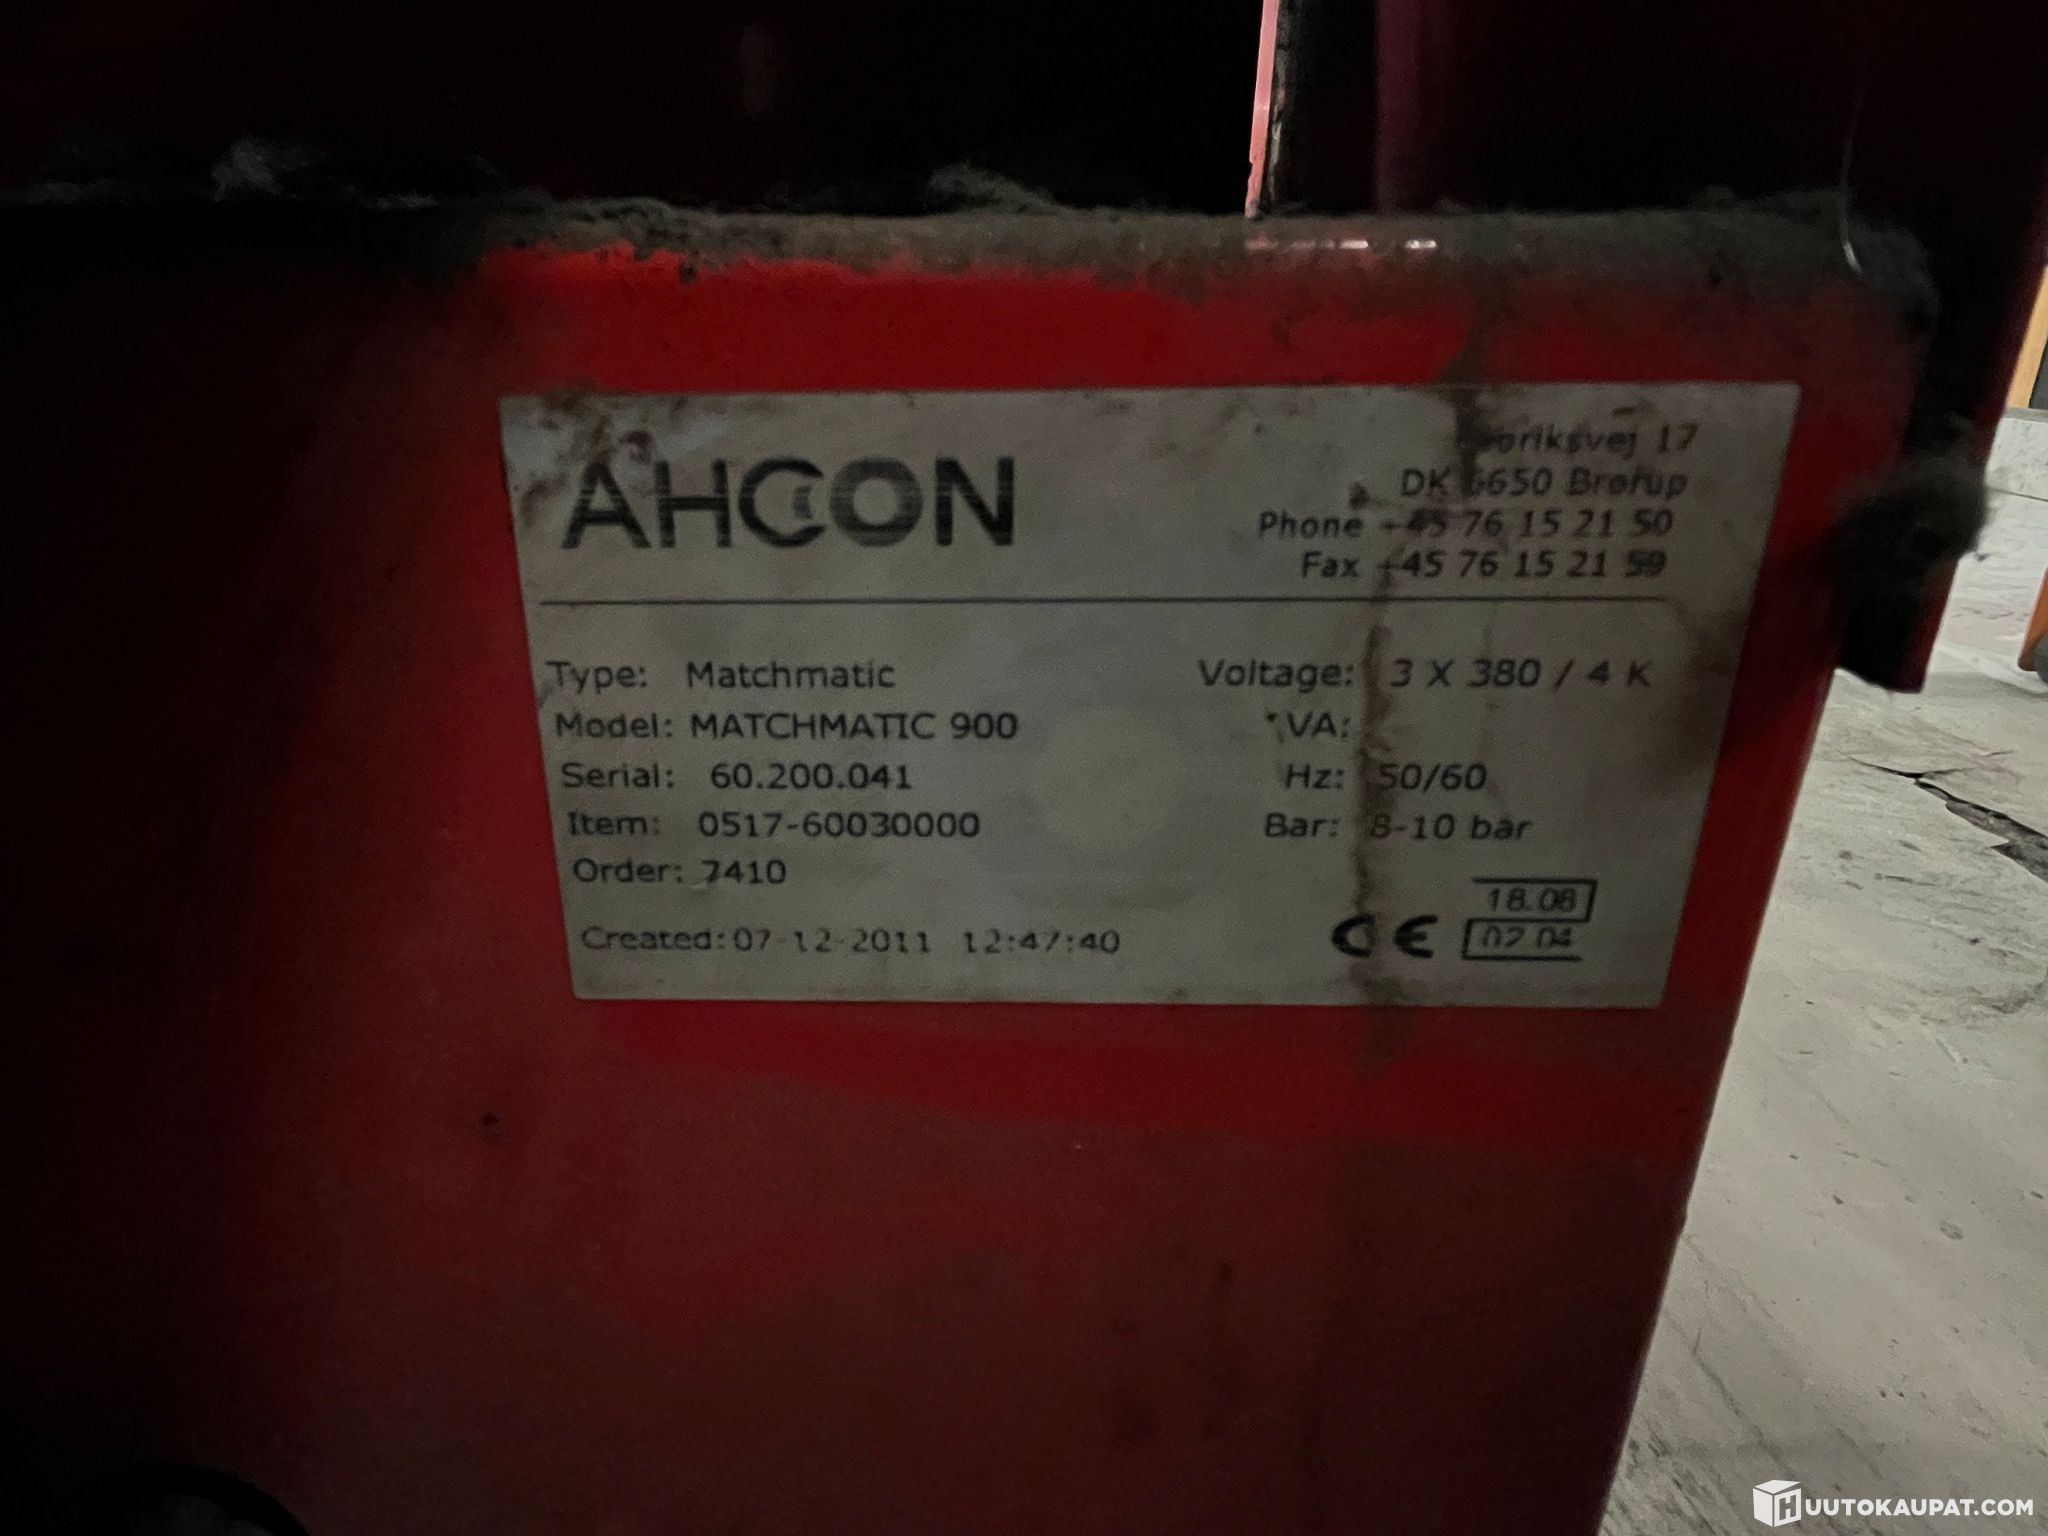 AHCON
briksvej 17
DK 6650 Brørup
Phone +45 76 15 21 50
Fax +45 76 15 21 59
Type: Matchmatic
Model: MATCHMATIC 900
Serial: 60.200.041
Item: 0517-60030000
Order: 7410
Created: 07-12-2011 12:47:40
Voltage: 3 X 380 / 4 K
VA:
Hz: 50/60
Bar: 8-10 bar
CE
18.08
02.04
HUUTOKAUPAT.COM